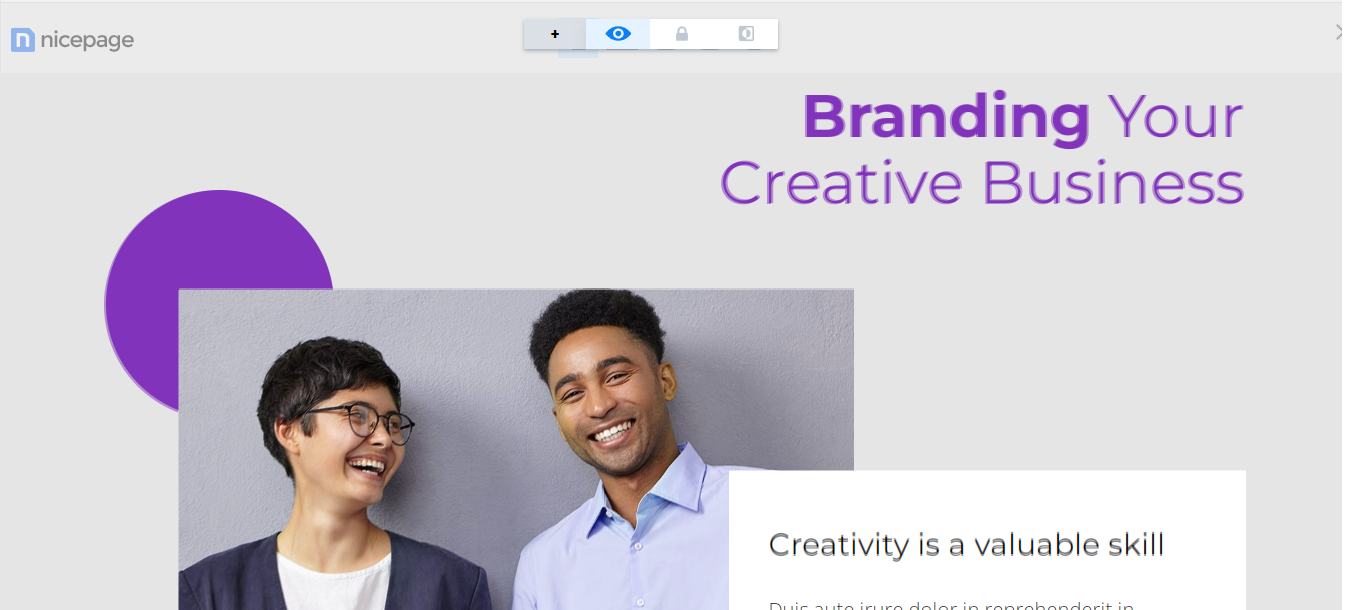 nicepage
Branding Your
Creative Business
Creativity is a valuable skill
Duis aute irure dolor in reprehenderit in